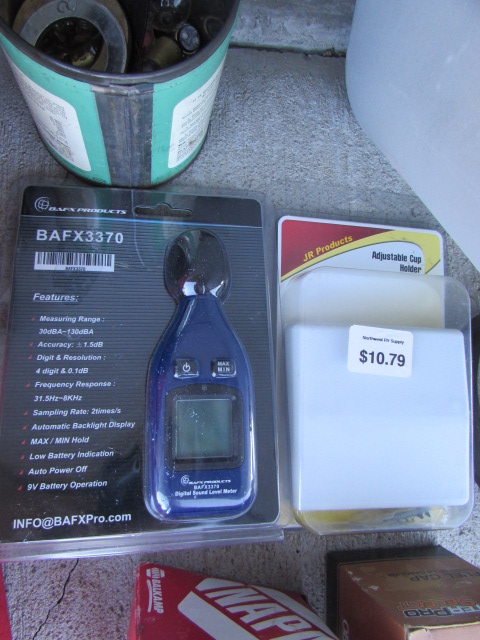 BAFX PRODUCTS
BAFX3370
BAFX3370
Features:
Measuring Range :
30dBA~130dBA
Accuracy: ± 1.5dB
Digit & Resolution :
4 digit & 0.1dB
Frequency Response :
31.5Hz~8KHz
Sampling Rate: 2times/s
Automatic Backlight Display
MAX / MIN Hold
Low Battery Indication
Auto Power Off
9V Battery Operation
INFO@BAFXPro.com
MAX
MIN
BAFX PRODUCTS
BAFX3370
Digital Sound Level Meter
JR Products
Adjustable Cup
Holder
Northwest RV Supply
$10.79
NAPA